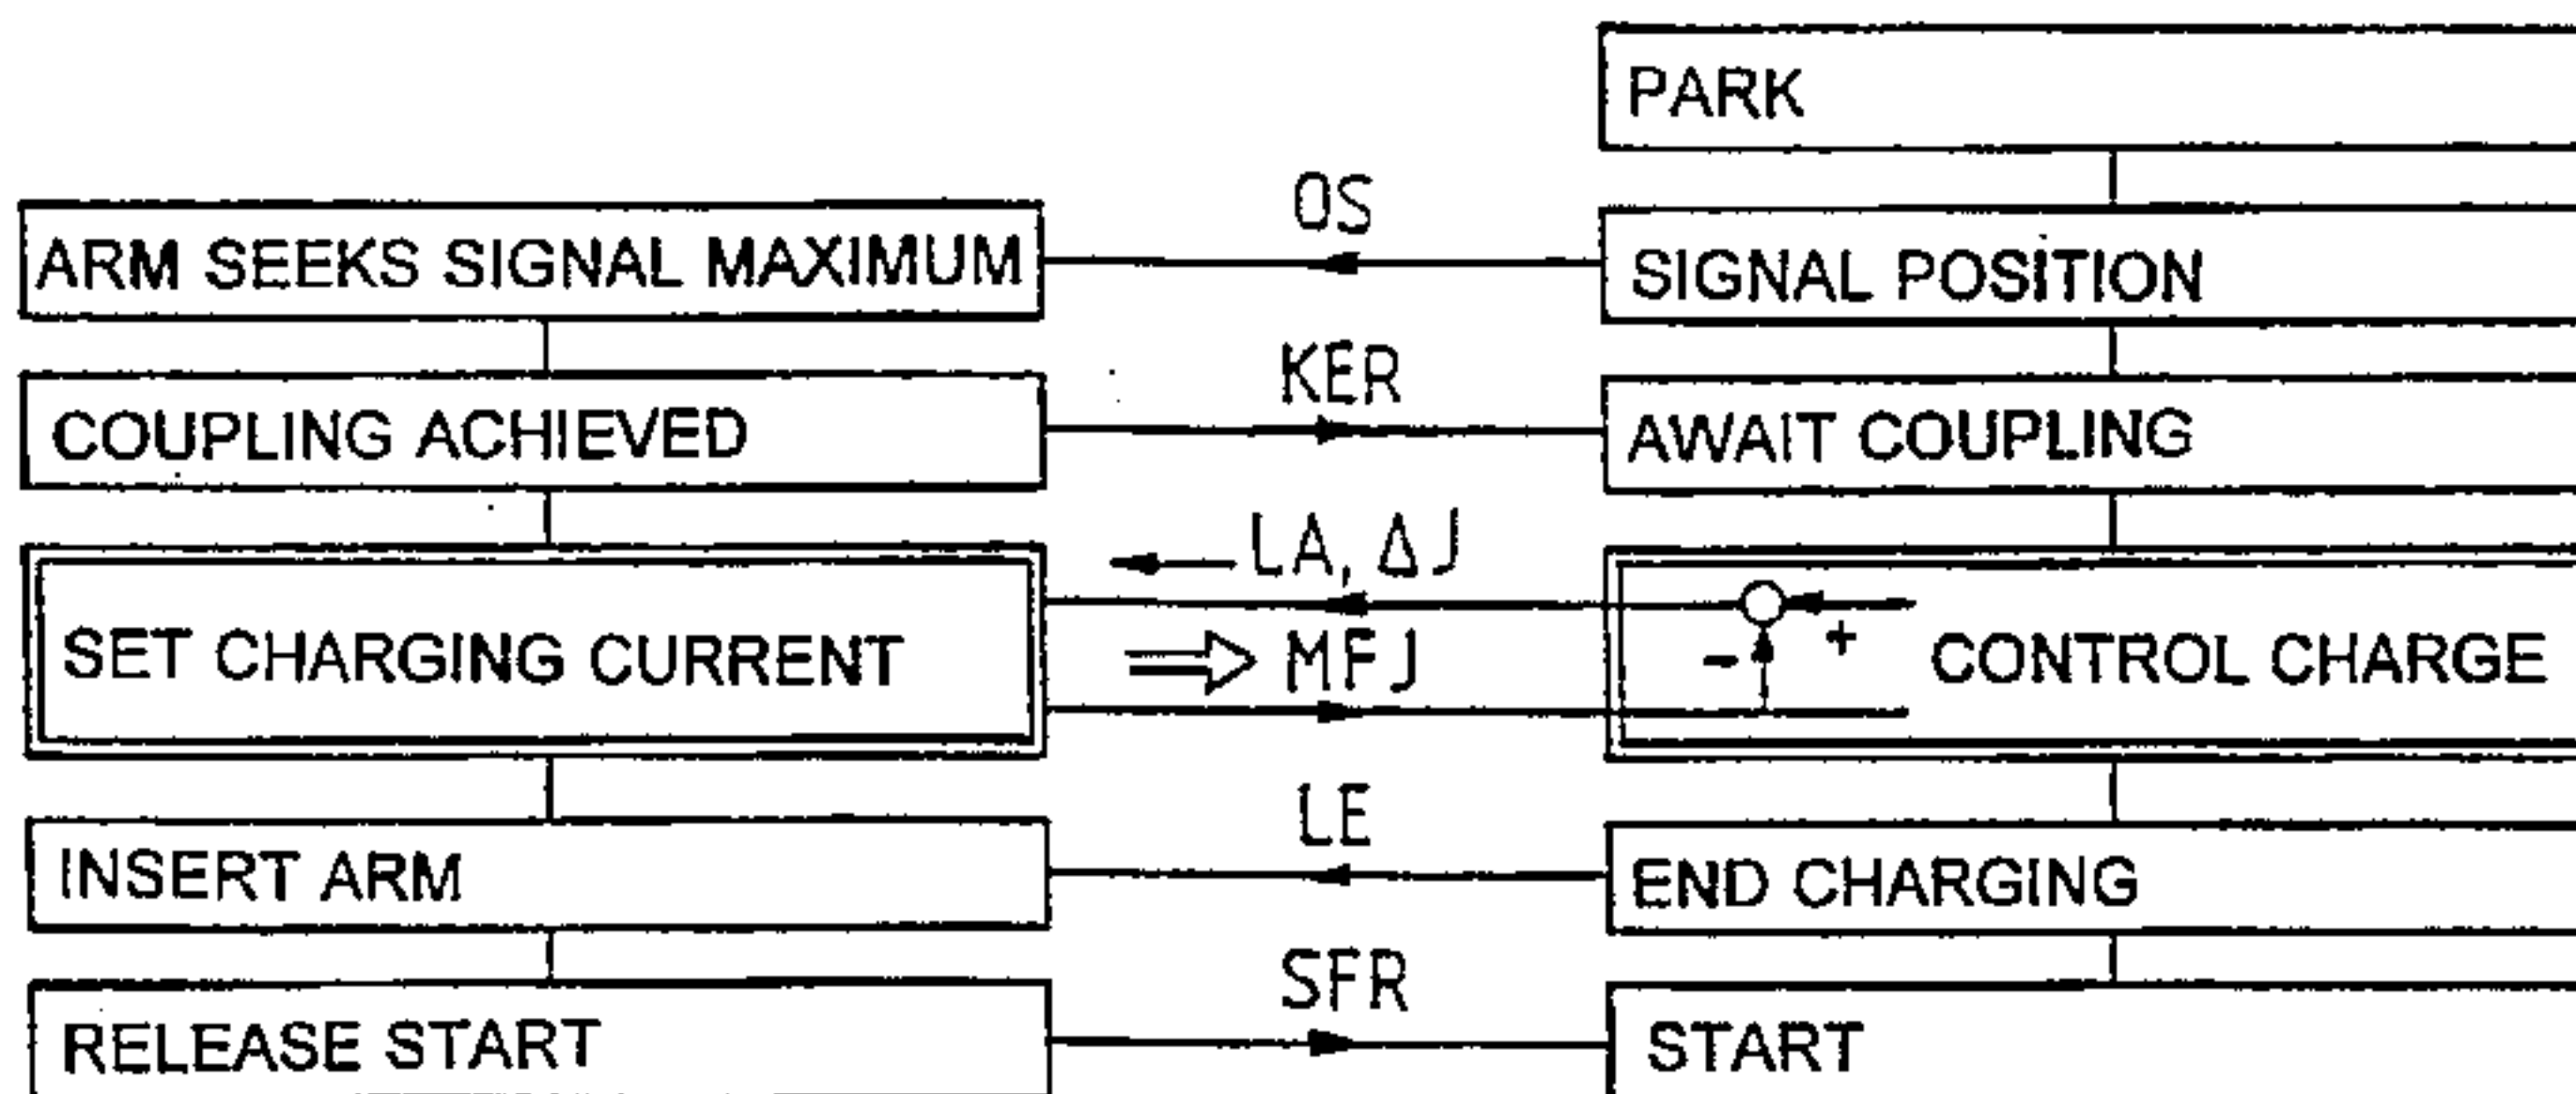 PARK
OS
ARM SEEKS SIGNAL MAXIMUM
SIGNAL POSITION
KER
COUPLING ACHIEVED
AWAIT COUPLING
LA, ΔJ
+
SET CHARGING CURRENT
MFJ
-
CONTROL CHARGE
LE
INSERT ARM
END CHARGING
SFR
RELEASE START
START